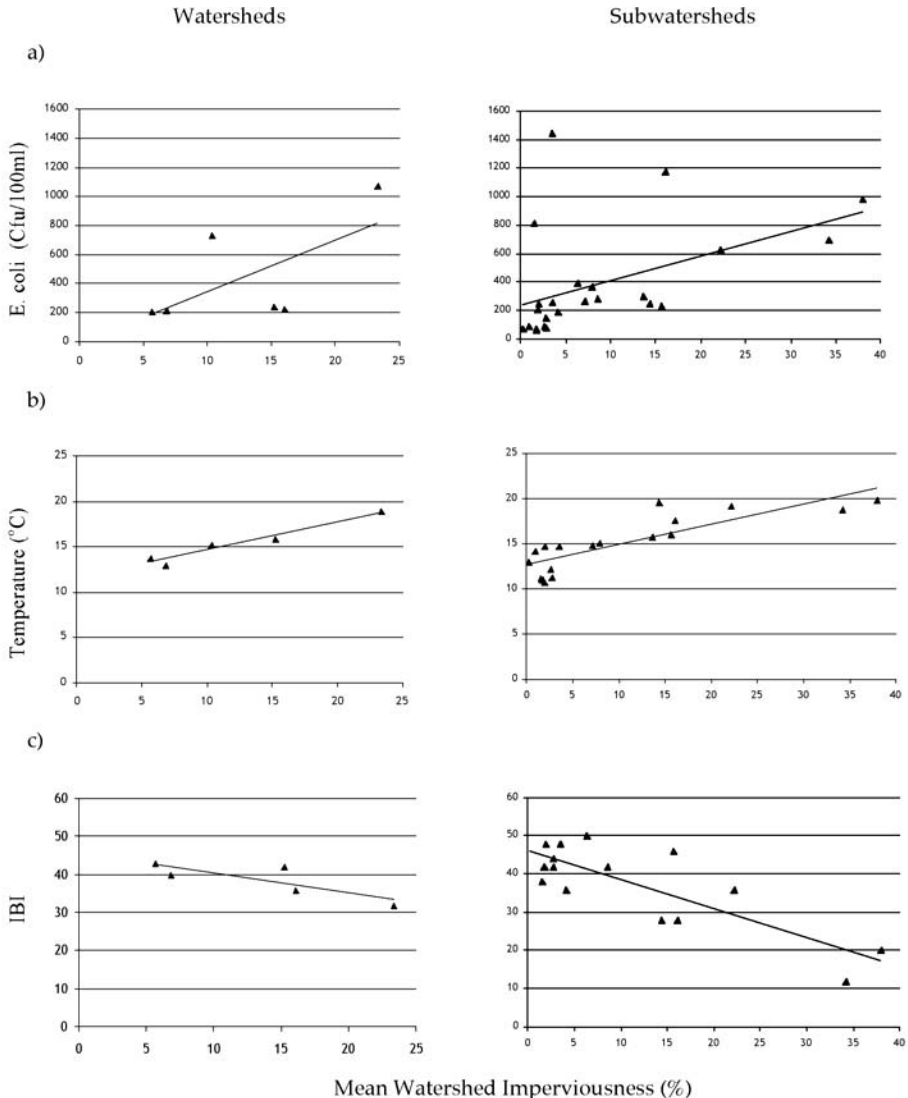 Watersheds
Subwatersheds
a)
E. coli (Cfu/100ml)
1600
1400
1200
1000
800
600
400
200
0
0 5 10 15 20 25
1600
1400
1200
1000
800
600
400
200
0
0 5 10 15 20 25 30 35 40
b)
Temperature (°C)
25
20
15
10
5
0
0 5 10 15 20 25
25
20
15
10
5
0
0 5 10 15 20 25 30 35 40
c)
IBI
60
50
40
30
20
10
0
0 5 10 15 20 25
60
50
40
30
20
10
0
0 5 10 15 20 25 30 35 40
Mean Watershed Imperviousness (%)